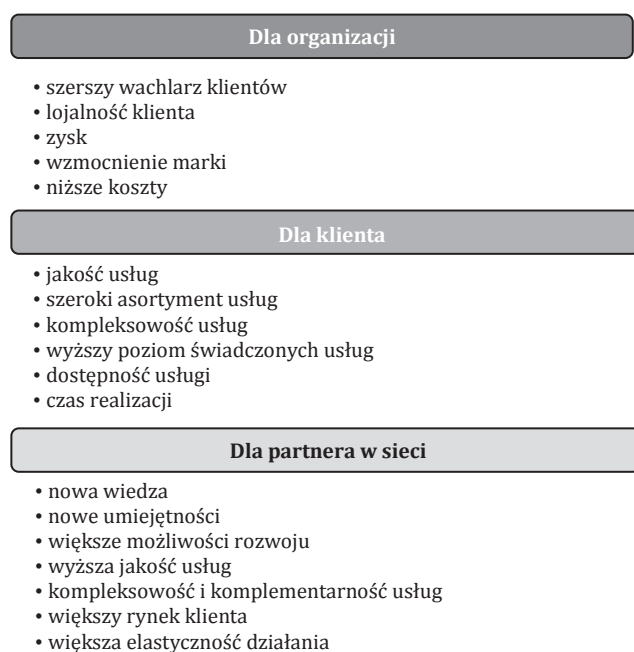 Dla organizacji
• szerszy wachlarz klientów
• lojalność klienta
• zysk
• wzmocnienie marki
• niższe koszty
Dla klienta
• jakość usług
• szeroki asortyment usług
• kompleksowość usług
• wyższy poziom świadczonych usług
• dostępność usługi
• czas realizacji
Dla partnera w sieci
• nowa wiedza
• nowe umiejętności
• większe możliwości rozwoju
• wyższa jakość usług
• kompleksowość i komplementarność usług
• większy rynek klienta
• większa elastyczność działania